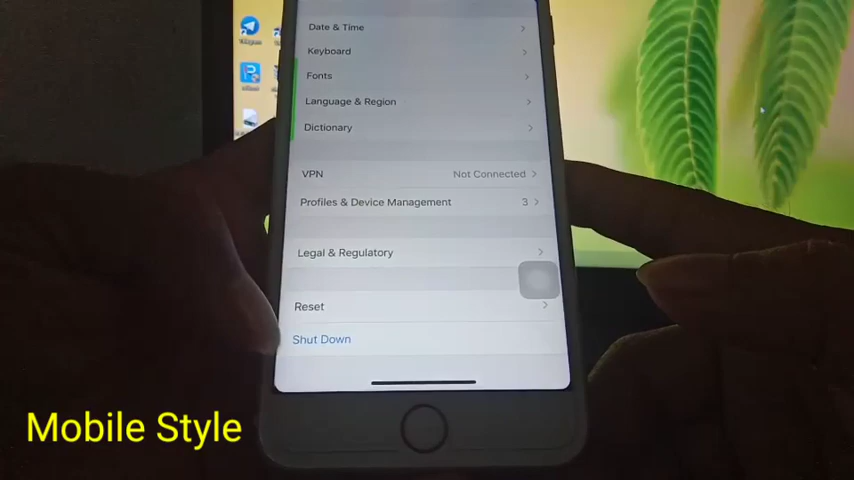 Date & Time
Keyboard
Fonts
Language & Region
Dictionary
VPN Not Connected
Profiles & Device Management 3
Legal & Regulatory
Reset
Shut Down
Mobile Style